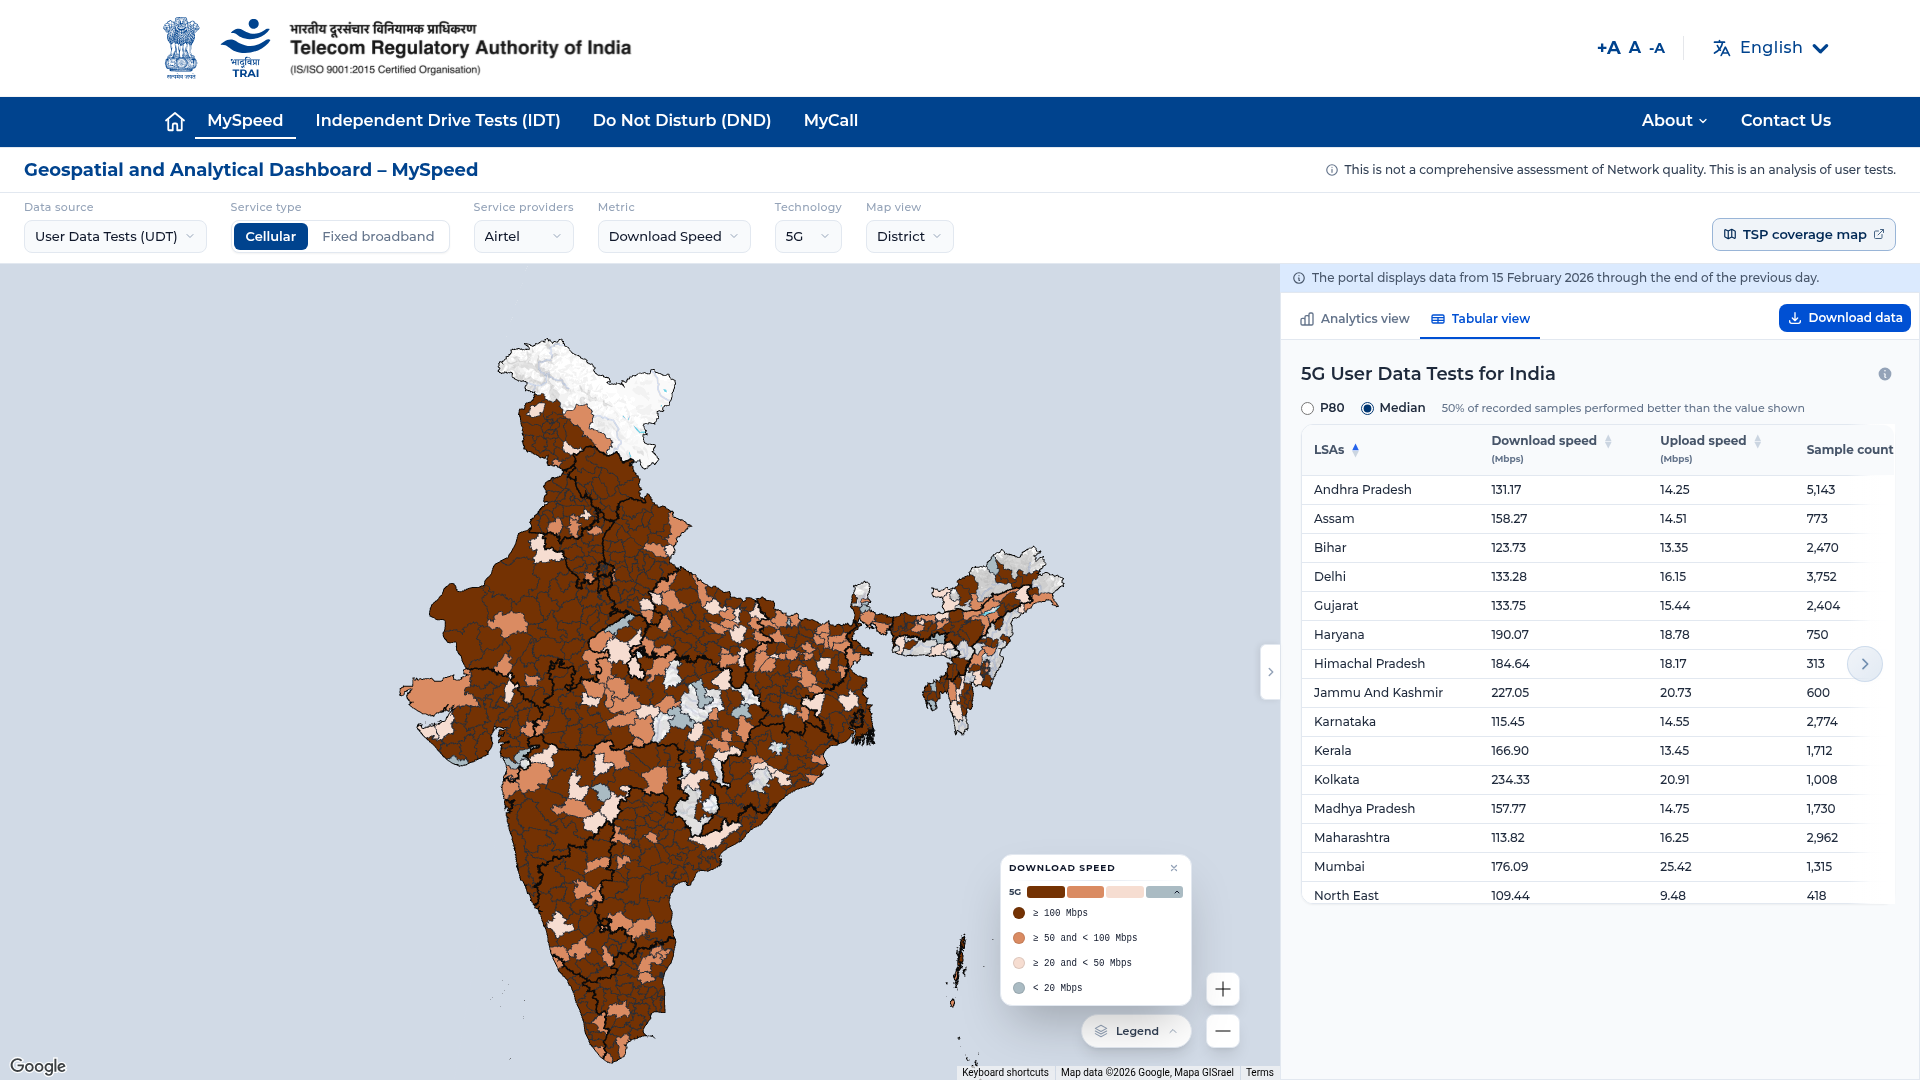 भारतीय दूरसंचार विनियामक प्राधिकरण
Telecom Regulatory Authority of India
(IS/ISO 9001:2015 Certified Organisation)
सत्यमेव जयते
भादूविप्रा
TRAI
+A A -A
English
MySpeed
Independent Drive Tests (IDT)
Do Not Disturb (DND)
MyCall
About
Contact Us
Geospatial and Analytical Dashboard – MySpeed
This is not a comprehensive assessment of Network quality. This is an analysis of user tests.
Data source
Service type
Service providers
Metric
Technology
Map view
User Data Tests (UDT)
Cellular
Fixed broadband
Airtel
Download Speed
5G
District
TSP coverage map
The portal displays data from 15 February 2026 through the end of the previous day.
Analytics view
Tabular view
Download data
5G User Data Tests for India
P80
Median
50% of recorded samples performed better than the value shown
LSAs Download speed (Mbps) Upload speed (Mbps) Sample count
Andhra Pradesh 131.17 14.25 5,143
Assam 158.27 14.51 773
Bihar 123.73 13.35 2,470
Delhi 133.28 16.15 3,752
Gujarat 133.75 15.44 2,404
Haryana 190.07 18.78 750
Himachal Pradesh 184.64 18.17 313
Jammu And Kashmir 227.05 20.73 600
Karnataka 115.45 14.55 2,774
Kerala 166.90 13.45 1,712
Kolkata 234.33 20.91 1,008
Madhya Pradesh 157.77 14.75 1,730
Maharashtra 113.82 16.25 2,962
Mumbai 176.09 25.42 1,315
North East 109.44 9.48 418
DOWNLOAD SPEED
5G
≥ 100 Mbps
≥ 50 and < 100 Mbps
≥ 20 and < 50 Mbps
< 20 Mbps
Legend
Google
Keyboard shortcuts
Map data ©2026 Google, Mapa GISrael
Terms